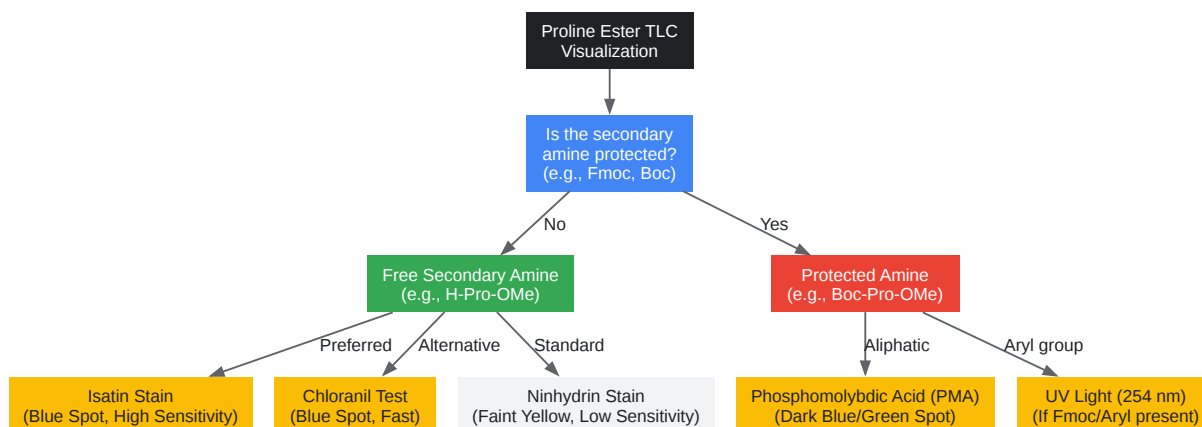 Proline Ester TLC
Visualization
Is the secondary
amine protected?
(e.g., Fmoc, Boc)
No
Yes
Free Secondary Amine
(e.g., H-Pro-OMe)
Protected Amine
(e.g., Boc-Pro-OMe)
Preferred
Alternative
Standard
Aliphatic
Aryl group
Isatin Stain
(Blue Spot, High Sensitivity)
Chloranil Test
(Blue Spot, Fast)
Ninhydrin Stain
(Faint Yellow, Low Sensitivity)
Phosphomolybdic Acid (PMA)
(Dark Blue/Green Spot)
UV Light (254 nm)
(If Fmoc/Aryl present)